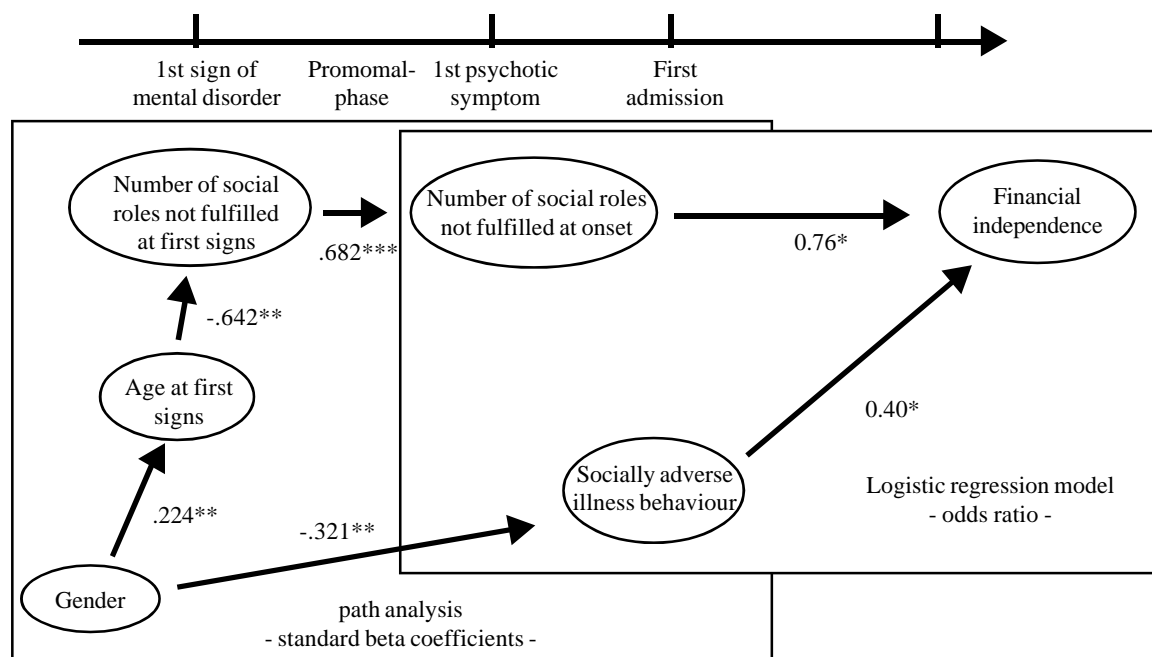 1st sign of
mental disorder
Promomal-
phase
1st psychotic
symptom
First
admission
Number of social
roles not fulfilled
at first signs
.682***
Number of social roles
not fulfilled at onset
0.76*
Financial
independence
-.642**
Age at first
signs
0.40*
.224**
Socially adverse
illness behaviour
Logistic regression model
- odds ratio -
-.321**
Gender
path analysis
- standard beta coefficients -